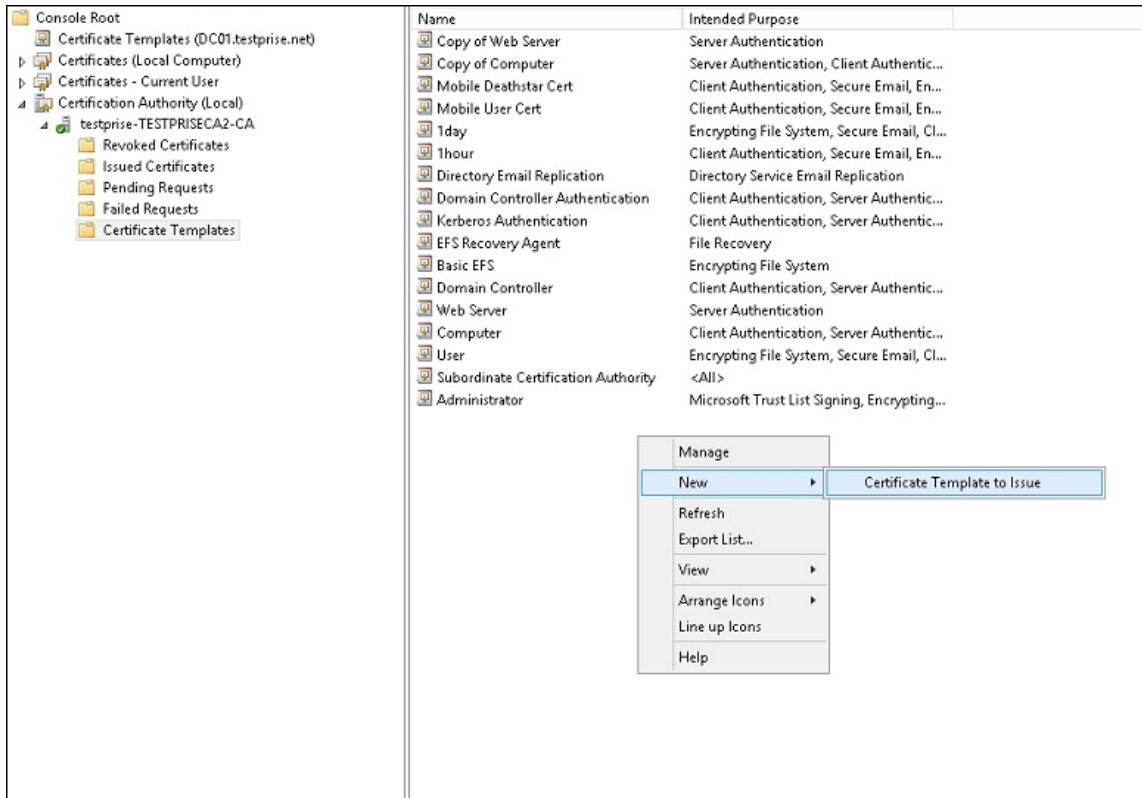 Console Root
Certificate Templates (DC01.testprise.net)
Certificates (Local Computer)
Certificates - Current User
Certification Authority (Local)
testprise-TESTPRISECA2-CA
Revoked Certificates
Issued Certificates
Pending Requests
Failed Requests
Certificate Templates
Name Intended Purpose
Copy of Web Server Server Authentication
Copy of Computer Server Authentication, Client Authentic...
Mobile Deathstar Cert Client Authentication, Secure Email, En...
Mobile User Cert Client Authentication, Secure Email, En...
1day Encrypting File System, Secure Email, Cl...
1hour Client Authentication, Secure Email, En...
Directory Email Replication Directory Service Email Replication
Domain Controller Authentication Client Authentication, Server Authentic...
Kerberos Authentication Client Authentication, Server Authentic...
EFS Recovery Agent File Recovery
Basic EFS Encrypting File System
Domain Controller Client Authentication, Server Authentic...
Web Server Server Authentication
Computer Client Authentication, Server Authentic...
User Encrypting File System, Secure Email, Cl...
Subordinate Certification Authority <All>
Administrator Microsoft Trust List Signing, Encrypting...
Manage
New Certificate Template to Issue
Refresh
Export List...
View
Arrange Icons
Line up Icons
Help